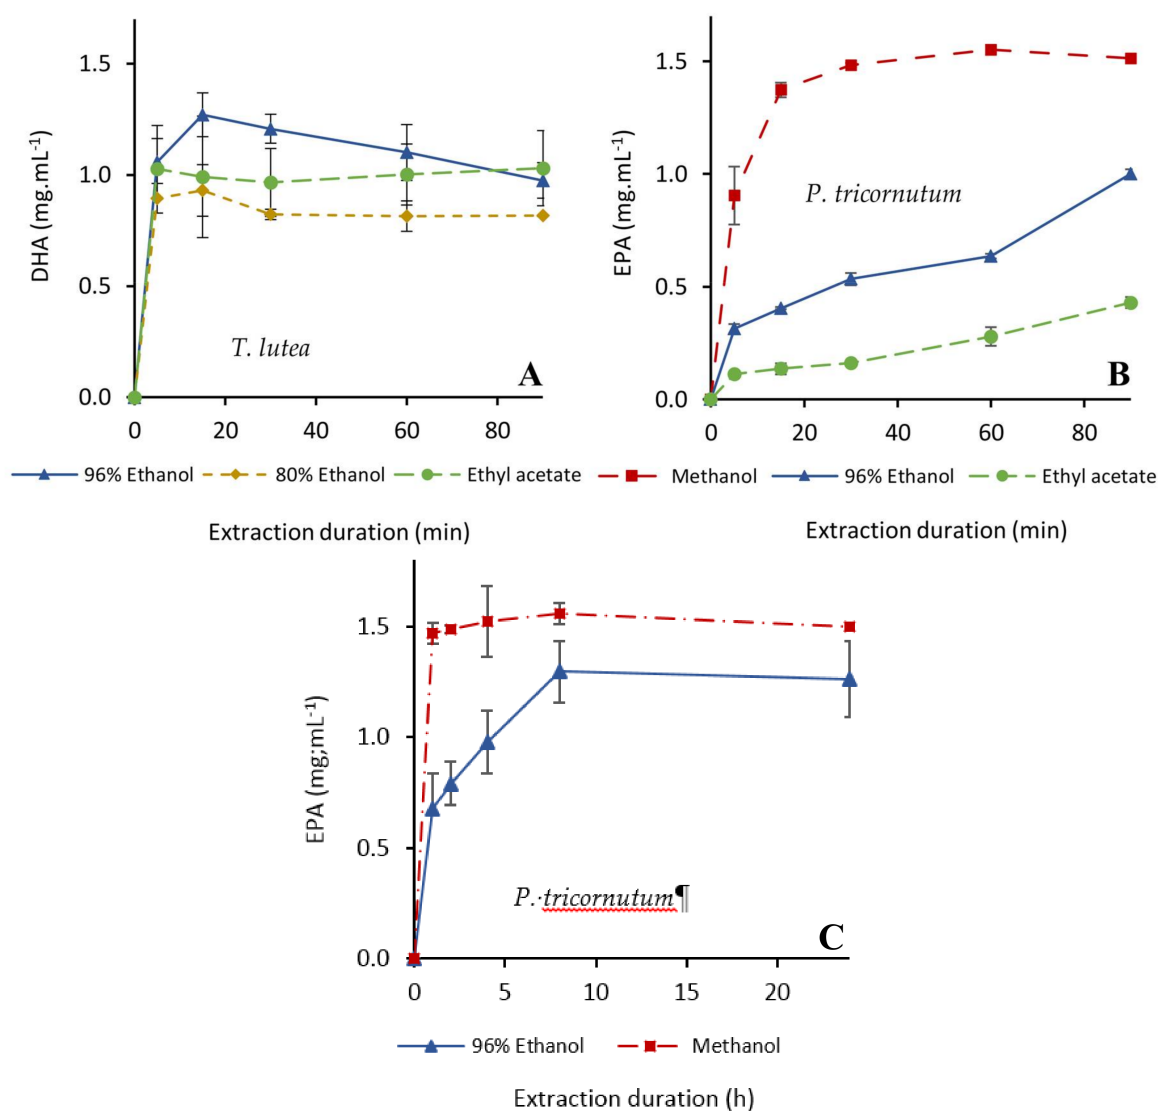 1.5
1.0
0.5
0.0
DHA (mg.mL⁻¹)
T. lutea
A
0 20 40 60 80
96% Ethanol 80% Ethanol Ethyl acetate
Extraction duration (min)
1.5
1.0
0.5
0.0
EPA (mg.mL⁻¹)
P. tricornutum
B
0 20 40 60 80
Methanol 96% Ethanol Ethyl acetate
Extraction duration (min)
1.5
1.0
0.5
0.0
EPA (mg;mL⁻¹)
P.·tricornutum¶
C
0 5 10 15 20
96% Ethanol Methanol
Extraction duration (h)